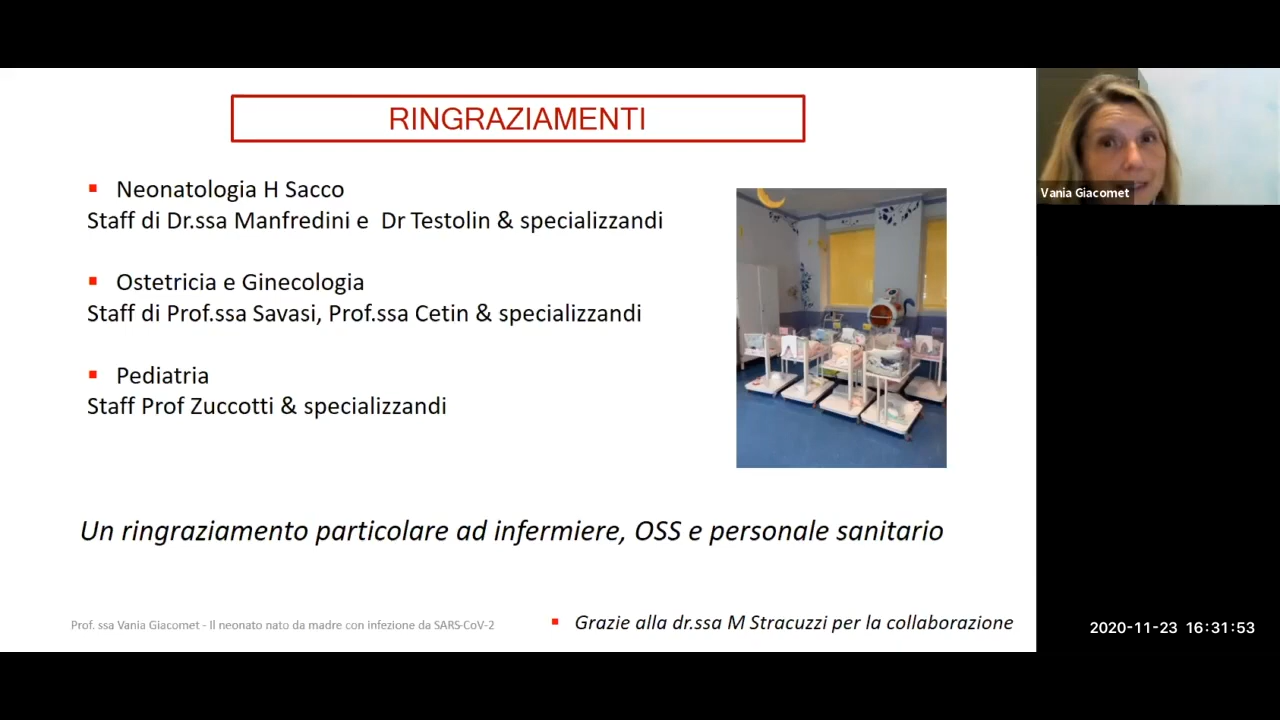 RINGRAZIAMENTI
▪ Neonatologia H Sacco
Staff di Dr.ssa Manfredini e Dr Testolin & specializzandi
▪ Ostetricia e Ginecologia
Staff di Prof.ssa Savasi, Prof.ssa Cetin & specializzandi
▪ Pediatria
Staff Prof Zuccotti & specializzandi
Un ringraziamento particolare ad infermiere, OSS e personale sanitario
Prof. ssa Vania Giacomet - Il neonato nato da madre con infezione da SARS-CoV-2
▪ Grazie alla dr.ssa M Stracuzzi per la collaborazione
Vania Giacomet
2020-11-23 16:31:53